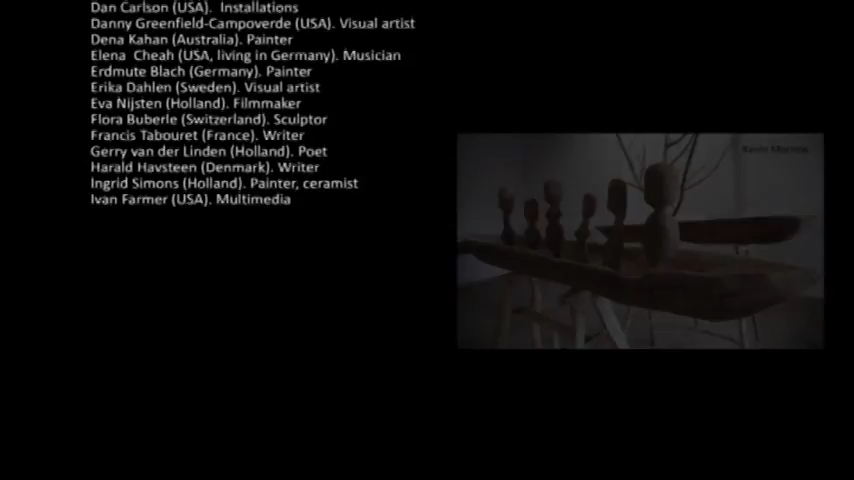 Dan Carlson (USA).  Installations
Danny Greenfield-Campoverde (USA). Visual artist
Dena Kahan (Australia). Painter
Elena  Cheah (USA, living in Germany). Musician
Erdmute Blach (Germany). Painter
Erika Dahlen (Sweden). Visual artist
Eva Nijsten (Holland). Filmmaker
Flora Buberle (Switzerland). Sculptor
Francis Tabouret (France). Writer
Gerry van der Linden (Holland). Poet
Harald Havsteen (Denmark). Writer
Ingrid Simons (Holland). Painter, ceramist
Ivan Farmer (USA). Multimedia